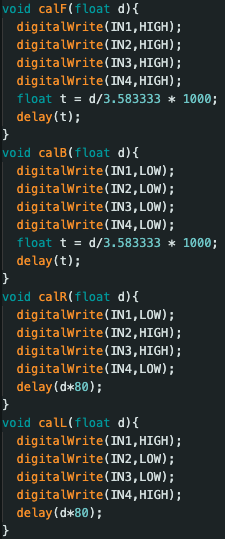 void calF(float d){
digitalWrite(IN1,HIGH);
digitalWrite(IN2,HIGH);
digitalWrite(IN3,HIGH);
digitalWrite(IN4,HIGH);
float t = d/3.583333 * 1000;
delay(t);
}
void calB(float d){
digitalWrite(IN1,LOW);
digitalWrite(IN2,LOW);
digitalWrite(IN3,LOW);
digitalWrite(IN4,LOW);
float t = d/3.583333 * 1000;
delay(t);
}
void calR(float d){
digitalWrite(IN1,LOW);
digitalWrite(IN2,HIGH);
digitalWrite(IN3,HIGH);
digitalWrite(IN4,LOW);
delay(d*80);
}
void calL(float d){
digitalWrite(IN1,HIGH);
digitalWrite(IN2,LOW);
digitalWrite(IN3,LOW);
digitalWrite(IN4,HIGH);
delay(d*80);
}